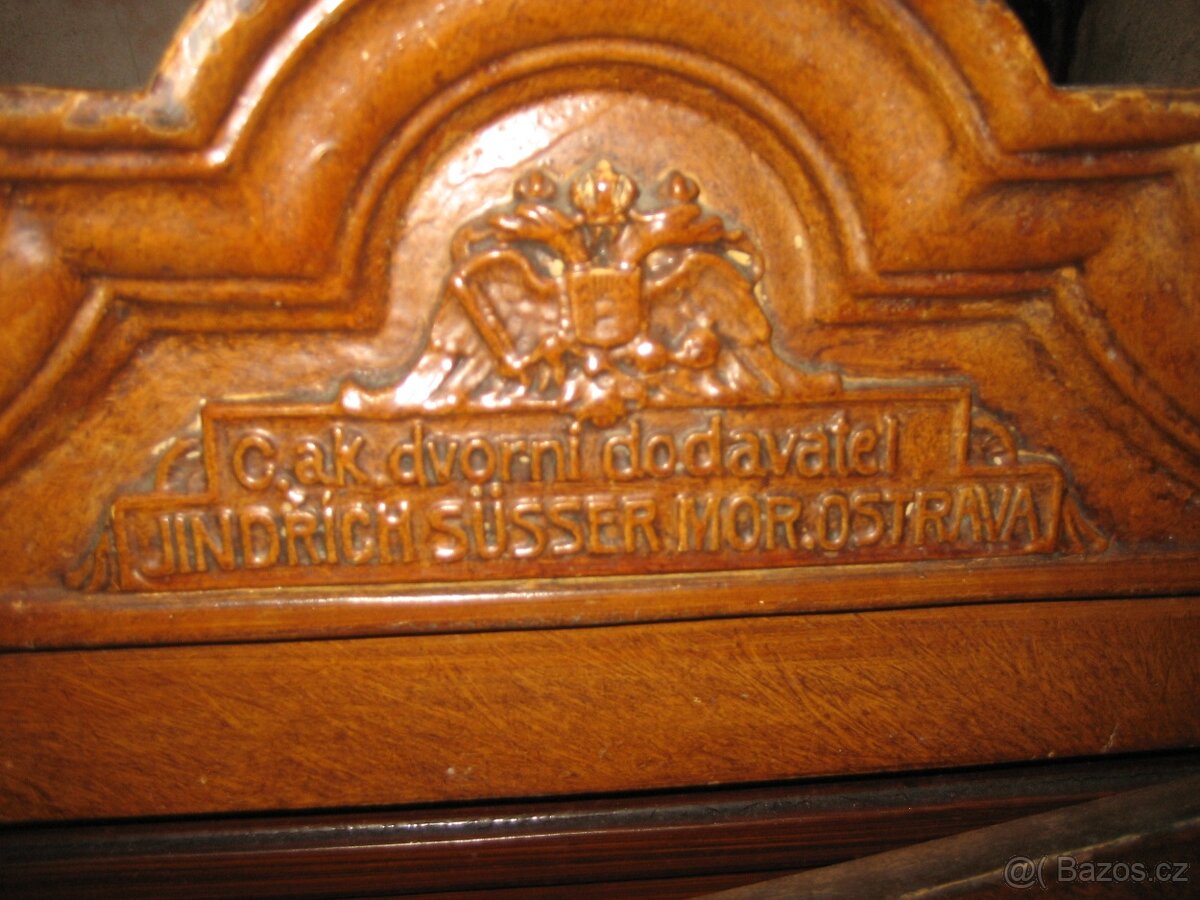 C. a k. dvorní dodavatel
JINDŘICH SÜSSER, MOR. OSTRAVA
@( Bazos.cz